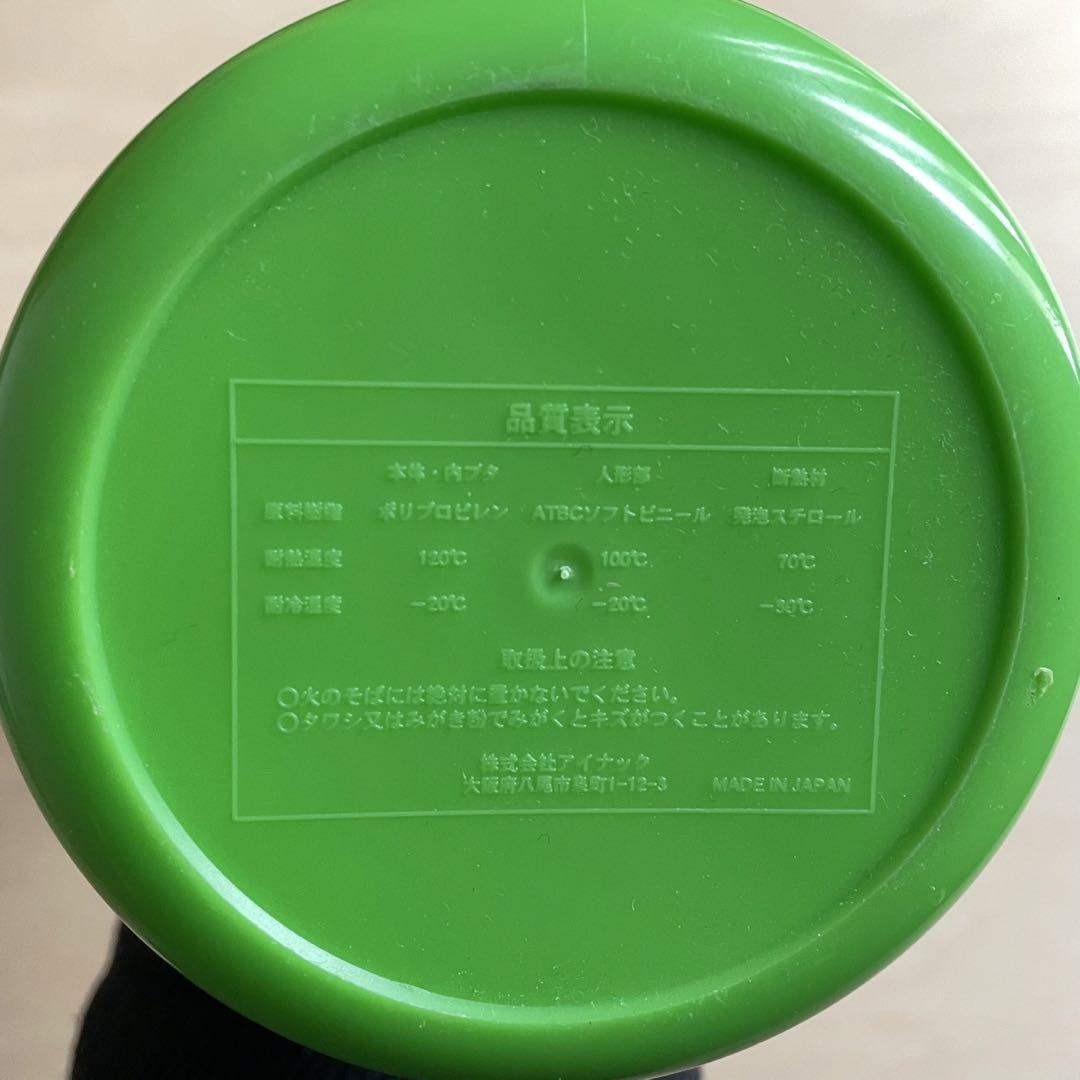 品質表示
本体・内ブタ 人形部 断熱材
原料樹脂 ポリプロピレン ATBCソフトビニール 発泡スチロール
耐熱温度 120℃ 100℃ 70℃
耐冷温度 −20℃ −20℃ −30℃
取扱上の注意
○火のそばには絶対に置かないでください。
○タワシ又はみがき粉でみがくとキズがつくことがあります。
株式会社アイナック
大阪府八尾市泉町1-12-3 MADE IN JAPAN